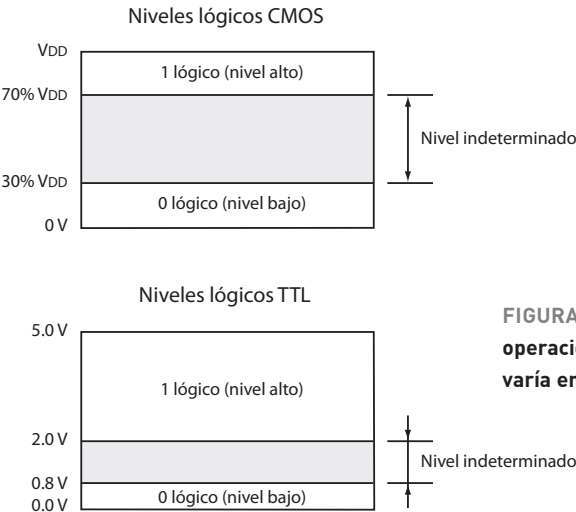 Niveles lógicos CMOS
VDD
1 lógico (nivel alto)
70% VDD
Nivel indeterminado
30% VDD
0 lógico (nivel bajo)
0 V
Niveles lógicos TTL
5.0 V
FIGURA
operació
varía en
1 lógico (nivel alto)
2.0 V
Nivel indeterminado
0.8 V
0 lógico (nivel bajo)
0.0 V